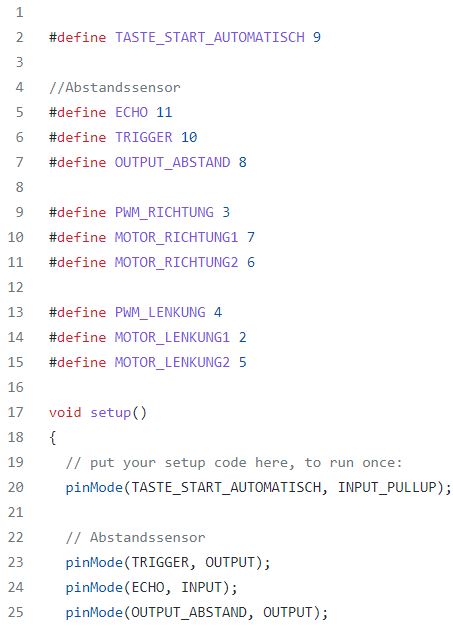 1
2 #define TASTE_START_AUTOMATISCH 9
3
4 //Abstandssensor
5 #define ECHO 11
6 #define TRIGGER 10
7 #define OUTPUT_ABSTAND 8
8
9 #define PWM_RICHTUNG 3
10 #define MOTOR_RICHTUNG1 7
11 #define MOTOR_RICHTUNG2 6
12
13 #define PWM_LENKUNG 4
14 #define MOTOR_LENKUNG1 2
15 #define MOTOR_LENKUNG2 5
16
17 void setup()
18 {
19   // put your setup code here, to run once:
20   pinMode(TASTE_START_AUTOMATISCH, INPUT_PULLUP);
21
22   // Abstandssensor
23   pinMode(TRIGGER, OUTPUT);
24   pinMode(ECHO, INPUT);
25   pinMode(OUTPUT_ABSTAND, OUTPUT);